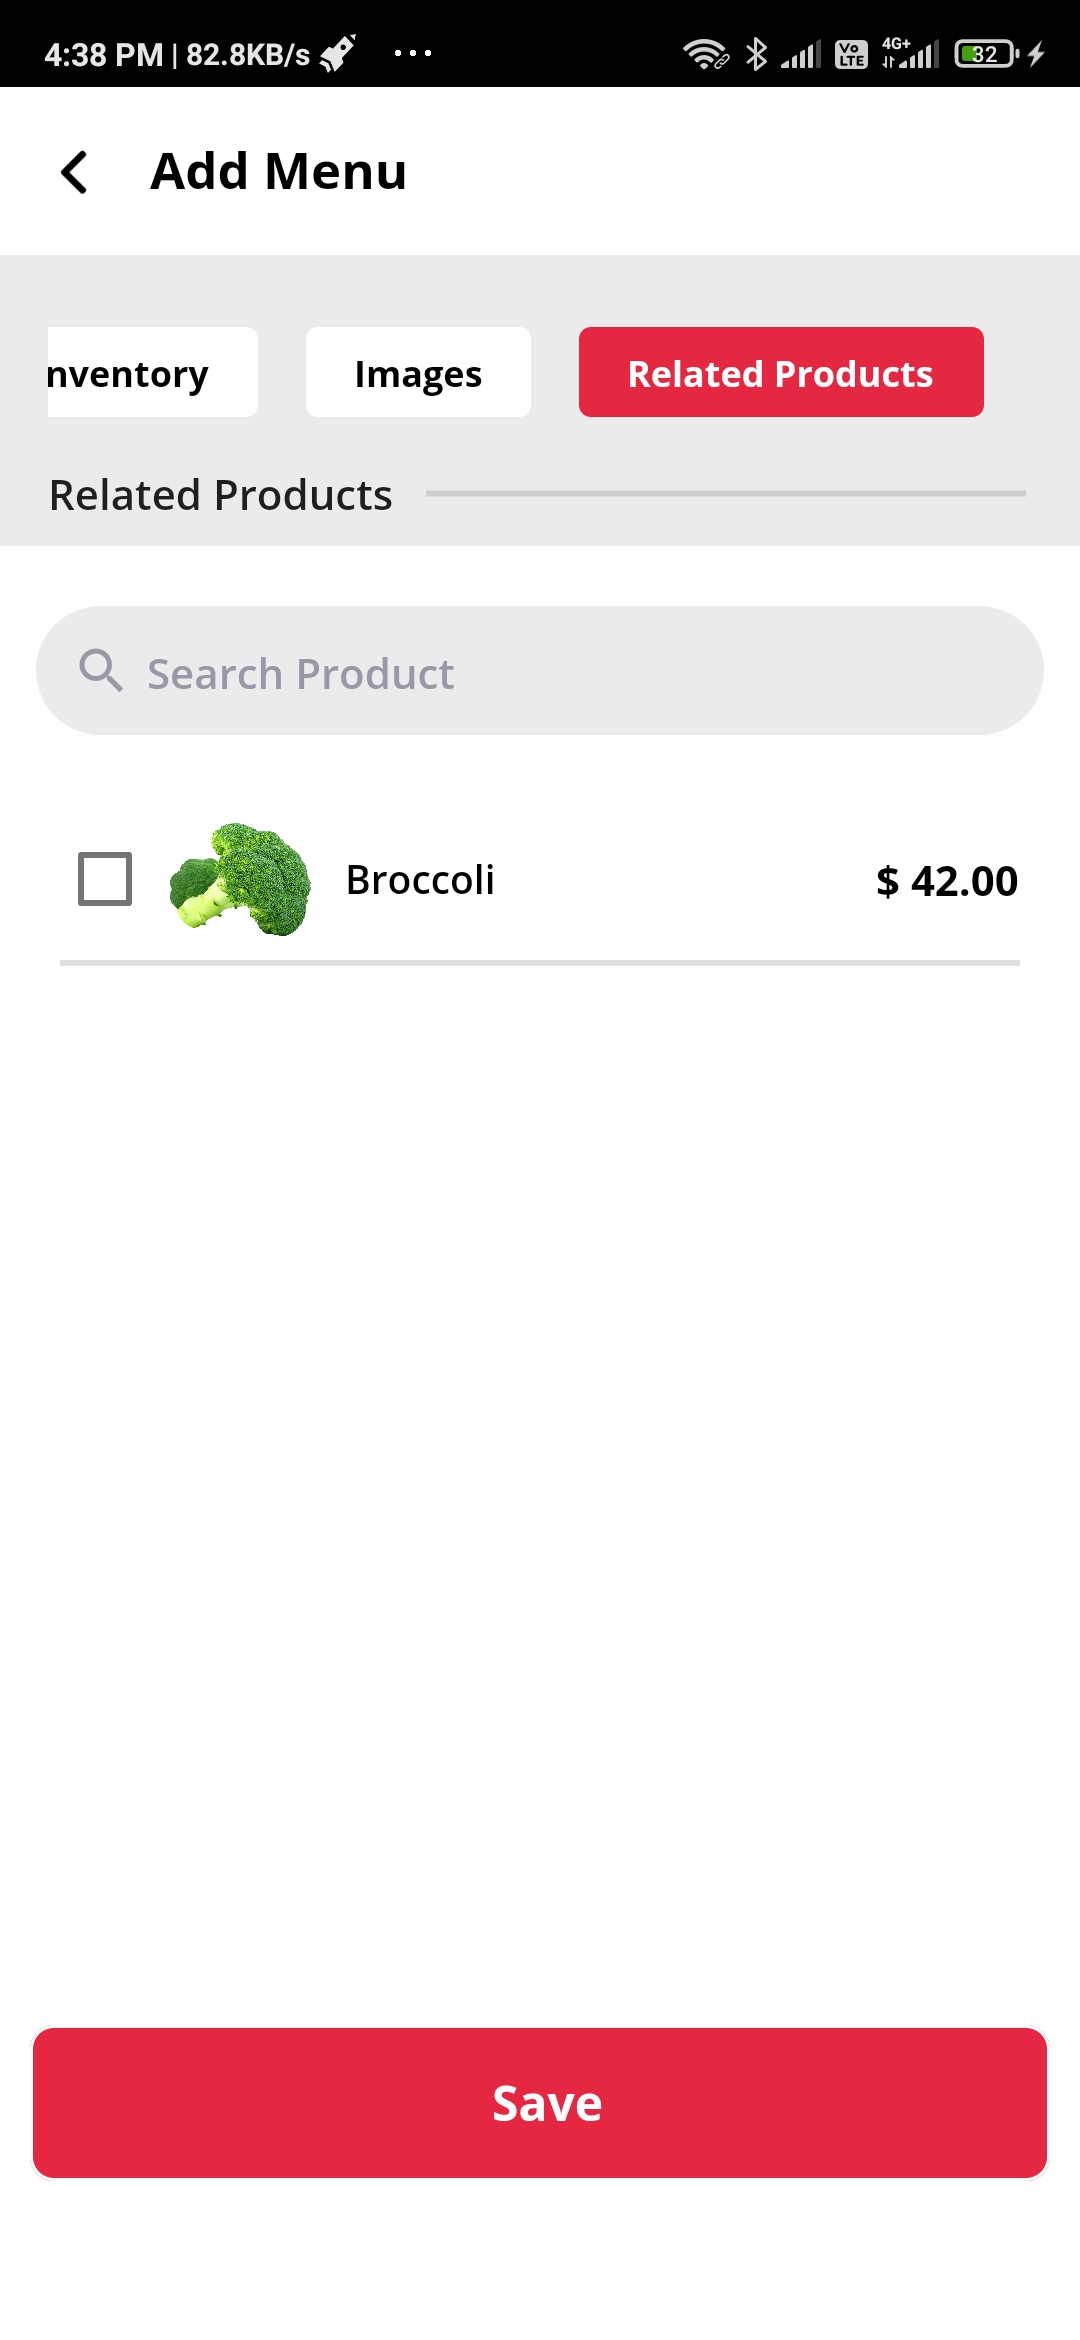 4:38 PM | 82.8KB/s ...
Vo LTE 4G+ 32
Add Menu
nventory Images Related Products
Related Products
Search Product
Broccoli $ 42.00
Save